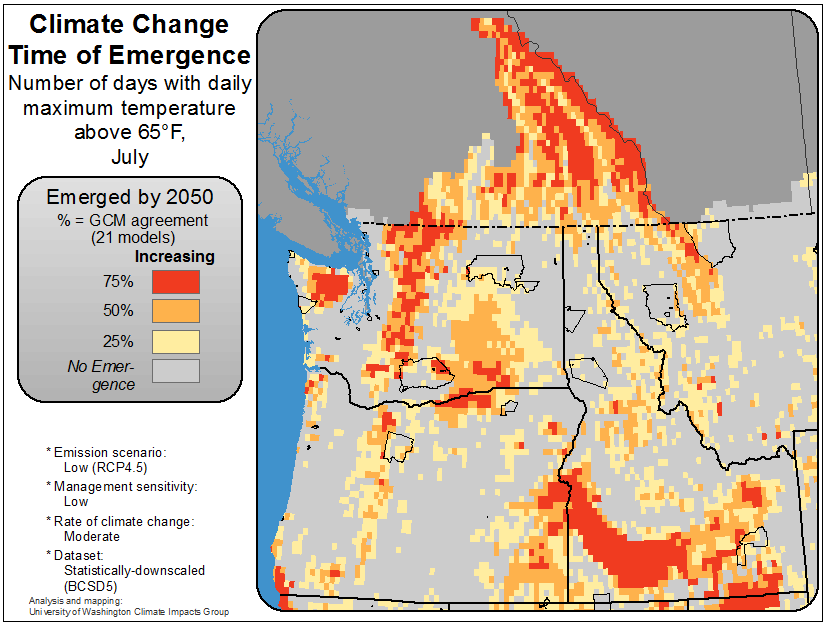 Climate Change
Time of Emergence
Number of days with daily
maximum temperature
above 65°F,
July
Emerged by 2050
% = GCM agreement
(21 models)
Increasing
75%
50%
25%
No Emer-
gence
* Emission scenario:
Low (RCP4.5)
* Management sensitivity:
Low
* Rate of climate change:
Moderate
* Dataset:
Statistically-downscaled
(BCSD5)
Analysis and mapping:
University of Washington Climate Impacts Group